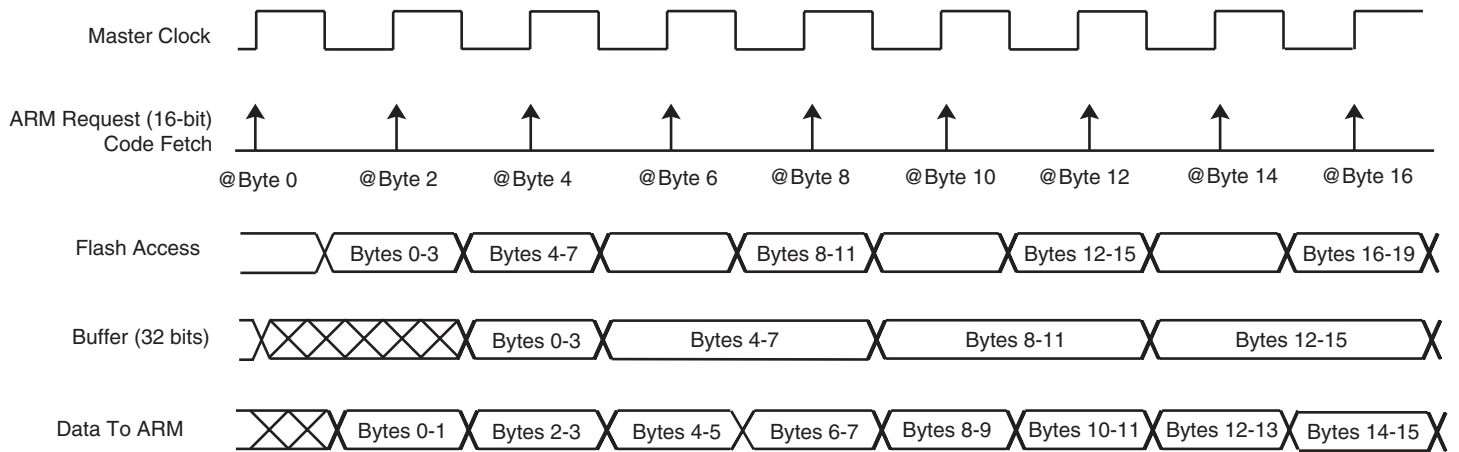 Master Clock
ARM Request (16-bit)
Code Fetch
@Byte 0 @Byte 2 @Byte 4 @Byte 6 @Byte 8 @Byte 10 @Byte 12 @Byte 14 @Byte 16
Flash Access Bytes 0-3 Bytes 4-7 Bytes 8-11 Bytes 12-15 Bytes 16-19
Buffer (32 bits) Bytes 0-3 Bytes 4-7 Bytes 8-11 Bytes 12-15
Data To ARM Bytes 0-1 Bytes 2-3 Bytes 4-5 Bytes 6-7 Bytes 8-9 Bytes 10-11 Bytes 12-13 Bytes 14-15